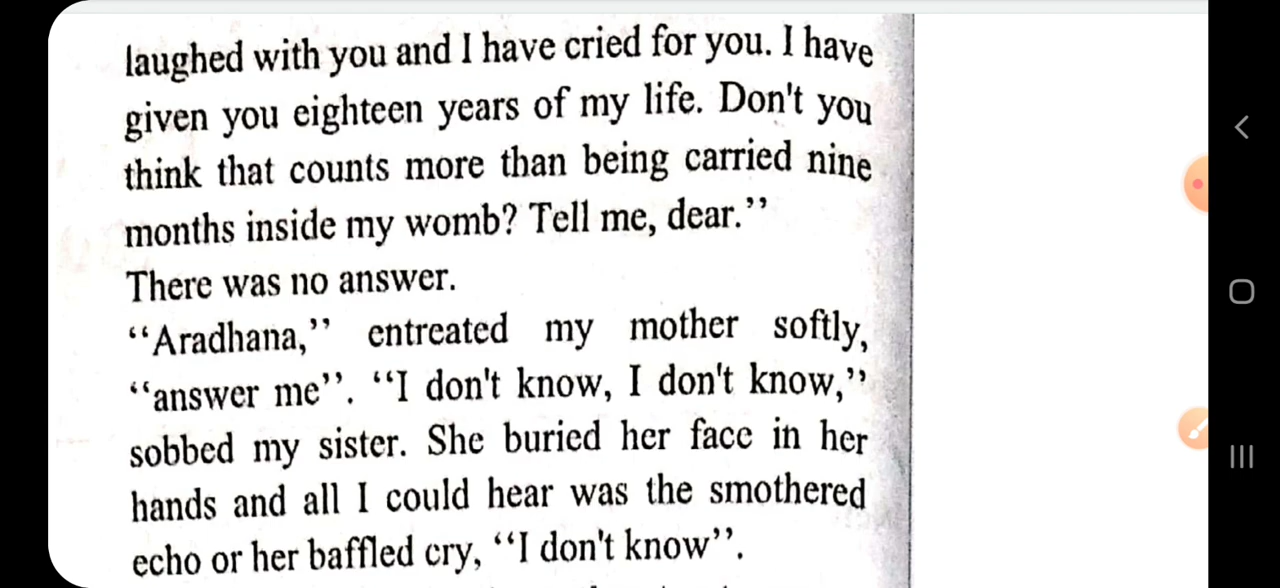 laughed with you and I have cried for you. I have
given you eighteen years of my life. Don't you
think that counts more than being carried nine
months inside my womb? Tell me, dear.”
There was no answer.
“Aradhana,” entreated my mother softly,
“answer me”. “I don't know, I don't know,”
sobbed my sister. She buried her face in her
hands and all I could hear was the smothered
echo or her baffled cry, “I don't know”.